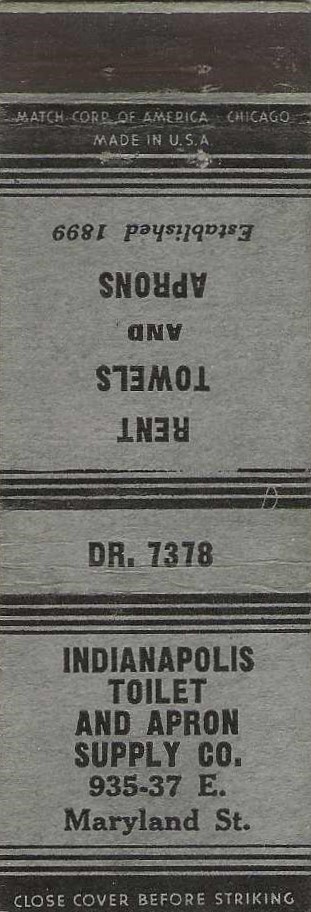 MATCH CORP. OF AMERICA CHICAGO
MADE IN U.S.A.
RENT
TOWELS
AND
APRONS
Established 1899
DR. 7378
INDIANAPOLIS
TOILET
AND APRON
SUPPLY CO.
935-37 E.
Maryland St.
CLOSE COVER BEFORE STRIKING